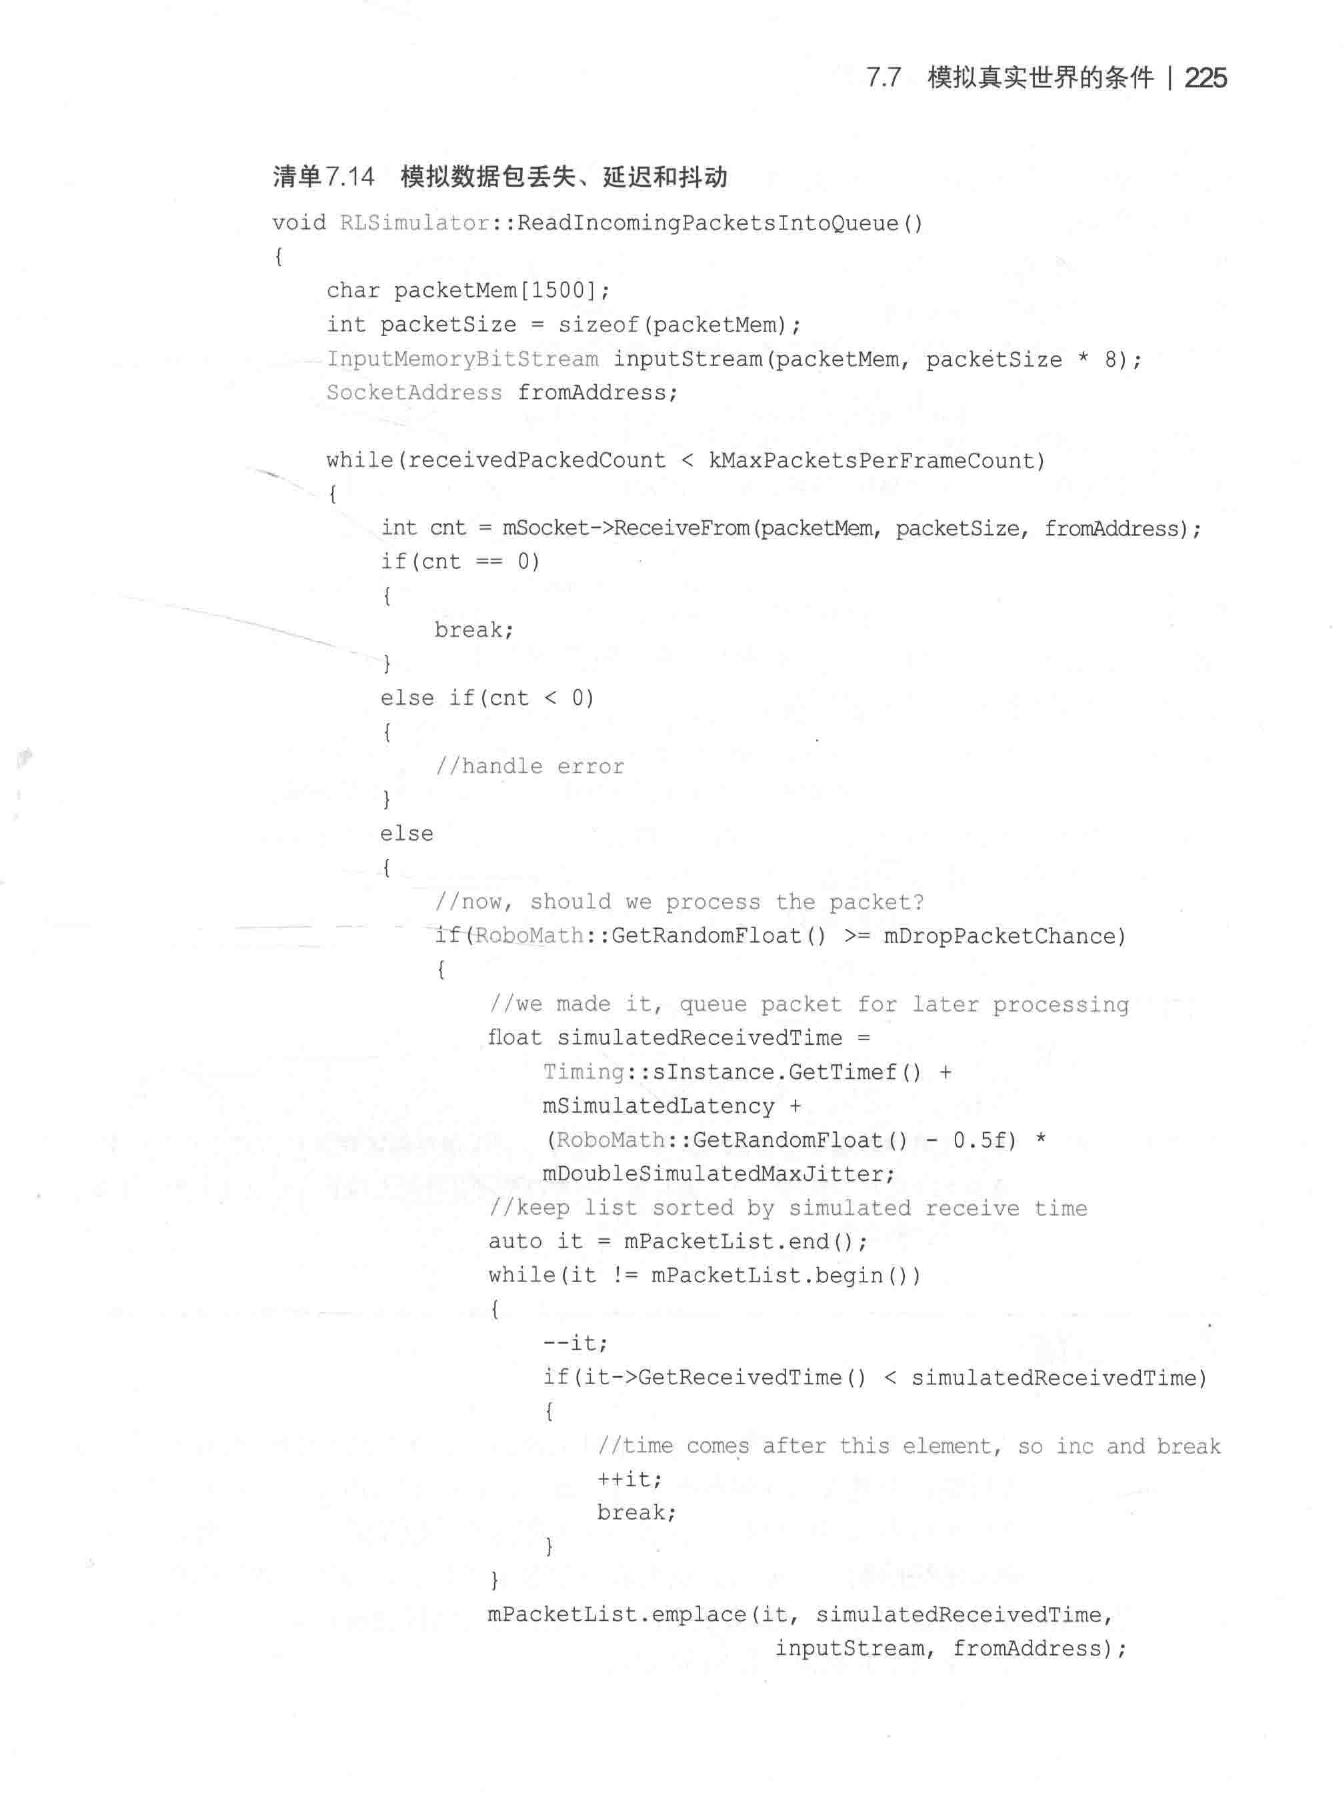 7.7 模拟真实世界的条件 | 225
清单7.14 模拟数据包丢失、延迟和抖动
void RLSimulator::ReadIncomingPacketsIntoQueue()
{
    char packetMem[1500];
    int packetSize = sizeof(packetMem);
    InputMemoryBitStream inputStream(packetMem, packetSize * 8);
    SocketAddress fromAddress;

    while(receivedPackedCount < kMaxPacketsPerFrameCount)
    {
        int cnt = mSocket->ReceiveFrom(packetMem, packetSize, fromAddress);
        if(cnt == 0)
        {
            break;
        }
        else if(cnt < 0)
        {
            //handle error
        }
        else
        {
            //now, should we process the packet?
            if(RoboMath::GetRandomFloat() >= mDropPacketChance)
            {
                //we made it, queue packet for later processing
                float simulatedReceivedTime =
                    Timing::sInstance.GetTimef() +
                    mSimulatedLatency +
                    (RoboMath::GetRandomFloat() - 0.5f) *
                    mDoubleSimulatedMaxJitter;
                //keep list sorted by simulated receive time
                auto it = mPacketList.end();
                while(it != mPacketList.begin())
                {
                    --it;
                    if(it->GetReceivedTime() < simulatedReceivedTime)
                    {
                        //time comes after this element, so inc and break
                        ++it;
                        break;
                    }
                }
                mPacketList.emplace(it, simulatedReceivedTime,
                                    inputStream, fromAddress);